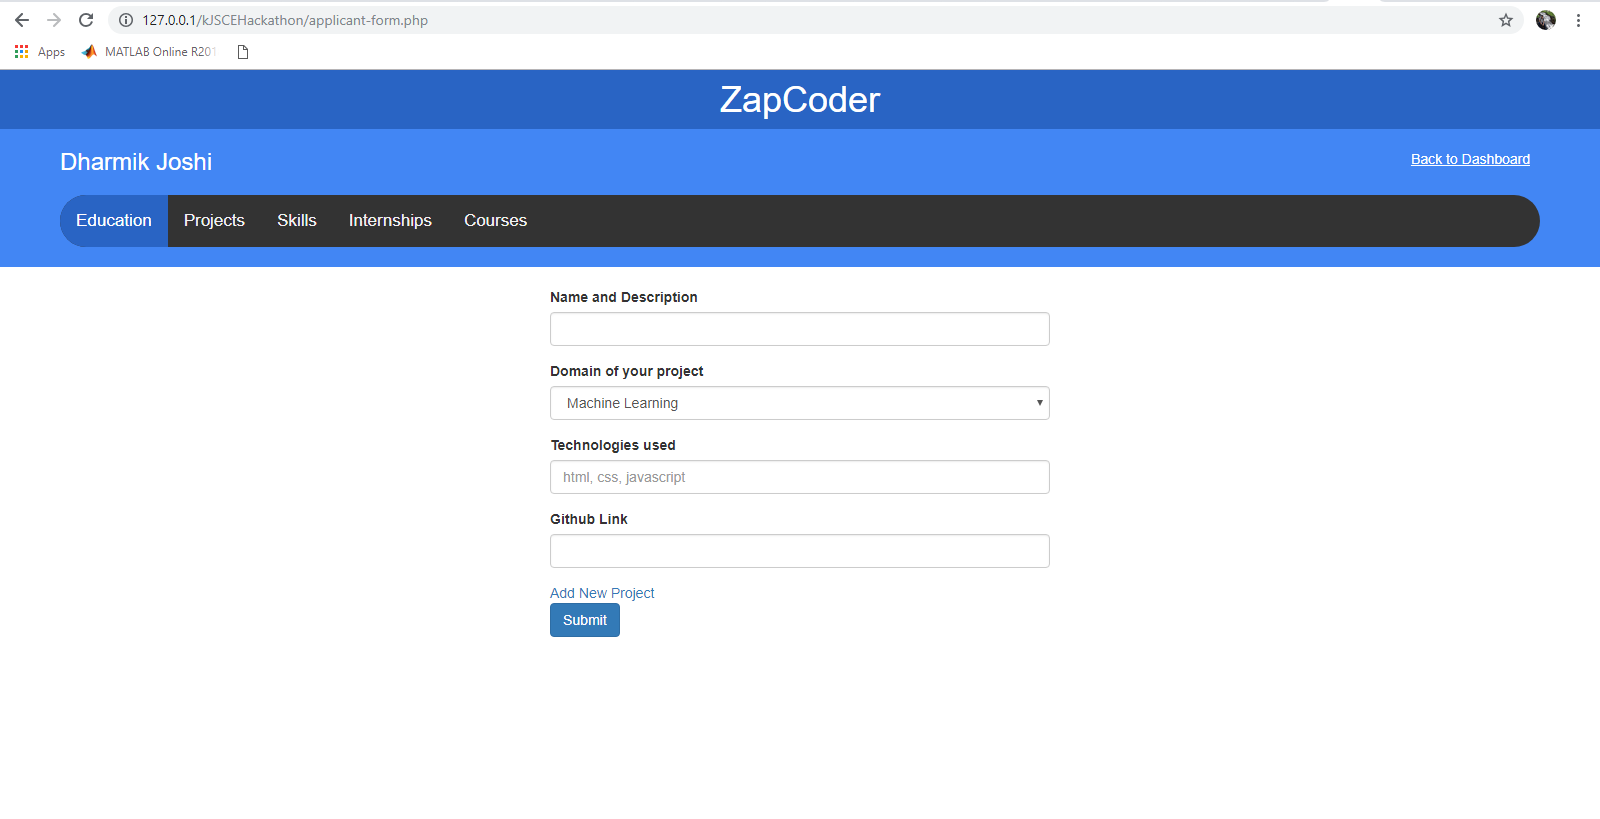 127.0.0.1/kJSCEHackathon/applicant-form.php
Apps MATLAB Online R201
ZapCoder
Dharmik Joshi
Back to Dashboard
Education Projects Skills Internships Courses
Name and Description
Domain of your project
Machine Learning
Technologies used
html, css, javascript
Github Link
Add New Project
Submit